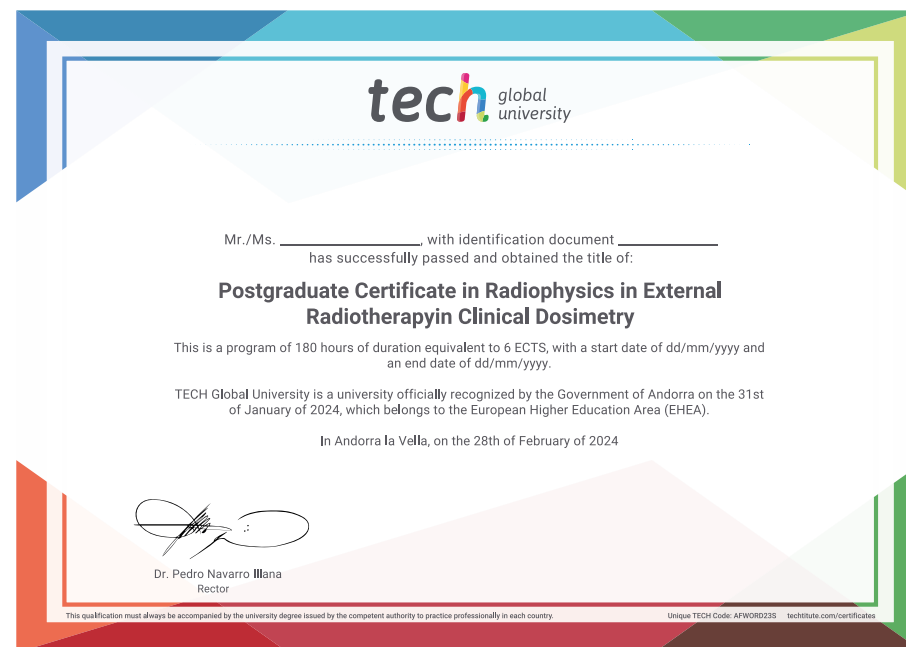 tech global university
Mr./Ms. ____________________, with identification document ______________
has successfully passed and obtained the title of:
Postgraduate Certificate in Radiophysics in External
Radiotherapyin Clinical Dosimetry
This is a program of 180 hours of duration equivalent to 6 ECTS, with a start date of dd/mm/yyyy and
an end date of dd/mm/yyyy.
TECH Global University is a university officially recognized by the Government of Andorra on the 31st
of January of 2024, which belongs to the European Higher Education Area (EHEA).
In Andorra la Vella, on the 28th of February of 2024
Dr. Pedro Navarro Illana
Rector
This qualification must always be accompanied by the university degree issued by the competent authority to practice professionally in each country.
Unique TECH Code: AFWORD23S techtitute.com/certificates